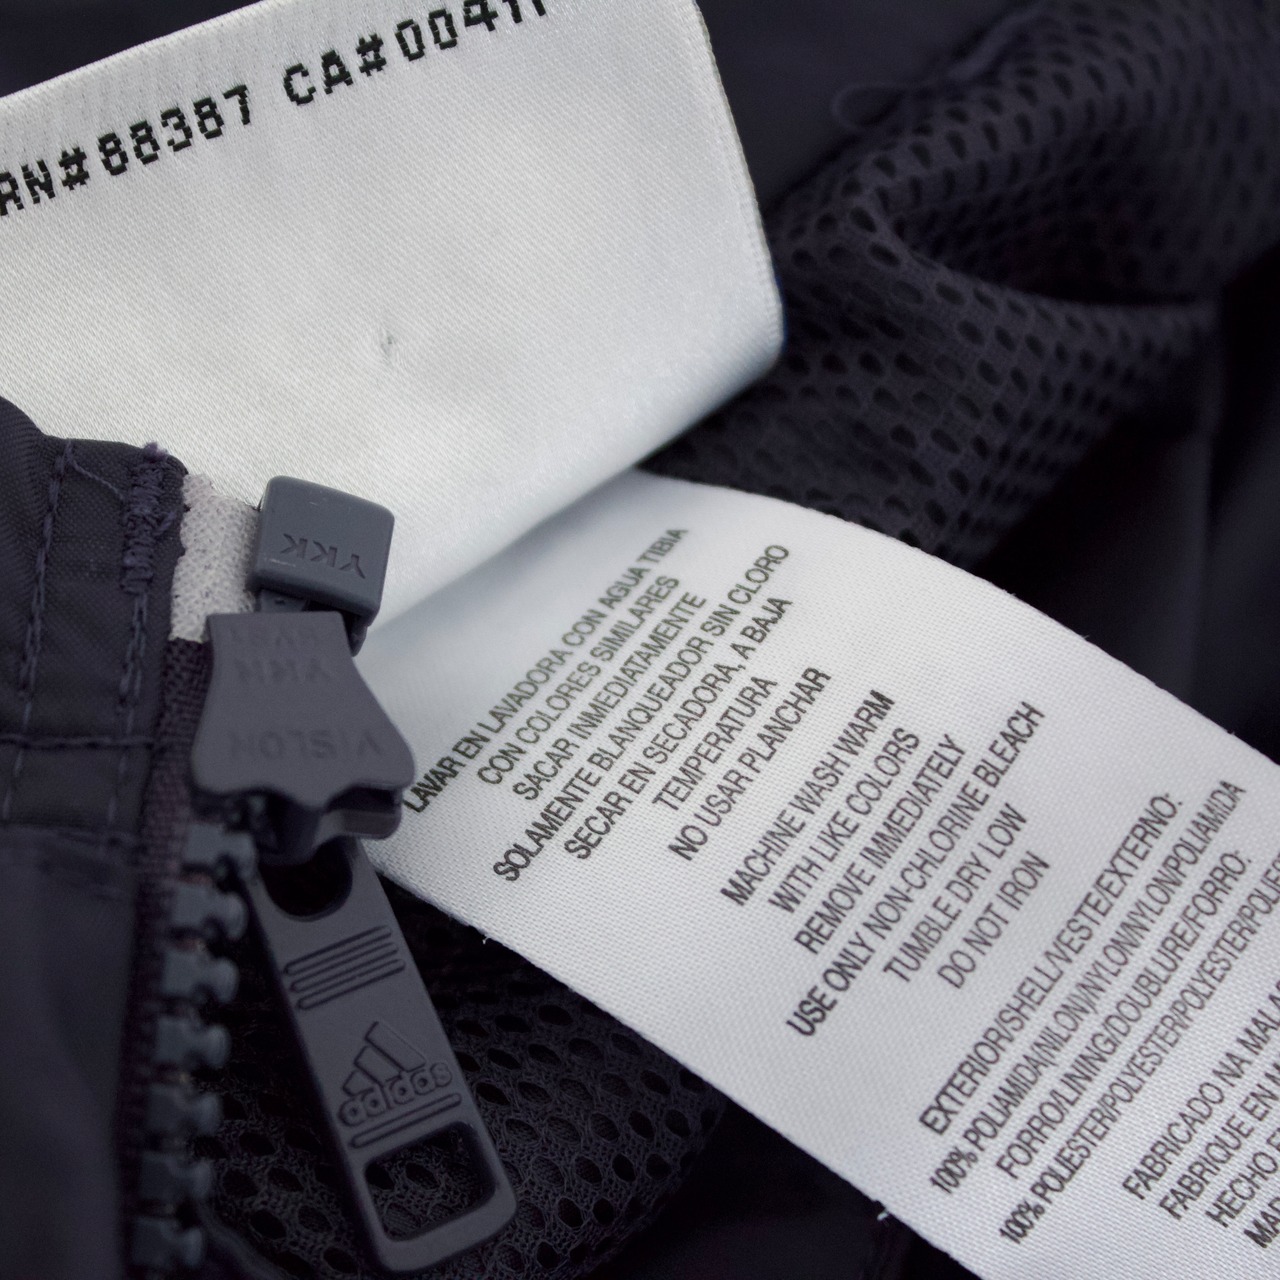 RN#88387 CA#00411
YKK
YKK
VISLON
adidas
LAVAR EN LAVADORA CON AGUA TIBIA
CON COLORES SIMILARES
SACAR INMEDIATAMENTE
SOLAMENTE BLANQUEADOR SIN CLORO
SECAR EN SECADORA, A BAJA
TEMPERATURA
NO USAR PLANCHAR
MACHINE WASH WARM
WITH LIKE COLORS
REMOVE IMMEDIATELY
USE ONLY NON-CHLORINE BLEACH
TUMBLE DRY LOW
DO NOT IRON
EXTERIOR/SHELL/VESTE/EXTERNO:
100% POLIAMIDA/NILON/NYLON/NYLON/POLIAMIDA
FORRO/LINING/DOUBLURE/FORRO:
100% POLIESTER/POLYESTER/POLYESTER/POLIES
FABRICADO NA MALA
FABRIQUE EN
HECHO